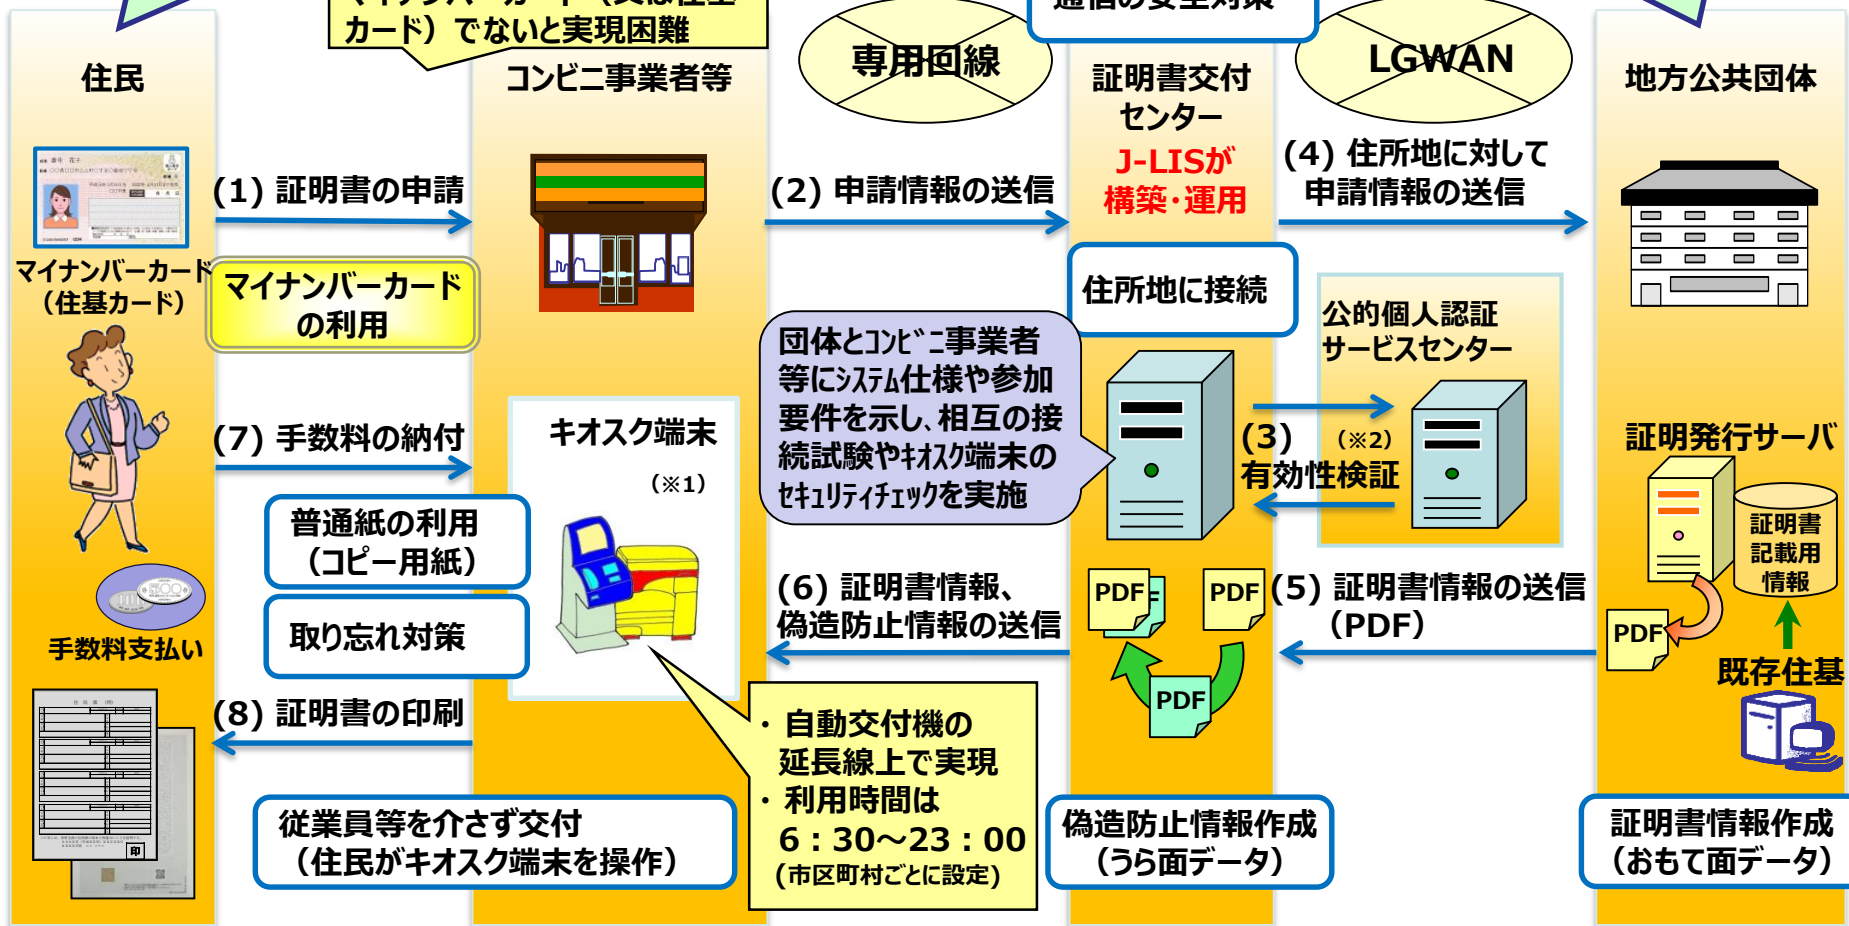 マイナンバーカード（又は住基
カード）でないと実現困難
通信の安全対策
専用回線
LGWAN
住民
コンビニ事業者等
証明書交付
センター
J-LISが
構築・運用
地方公共団体
番号 花子
(1) 証明書の申請
(2) 申請情報の送信
(4) 住所地に対して
申請情報の送信
マイナンバーカード
（住基カード）
マイナンバーカード
の利用
住所地に接続
公的個人認証
サービスセンター
団体とコンビニ事業者
等にシステム仕様や参加
要件を示し、相互の接
続試験やキオスク端末の
セキュリティチェックを実施
(3)
（※2）
有効性検証
(7) 手数料の納付
キオスク端末
（※1）
証明発行サーバ
証明書
記載用
情報
普通紙の利用
（コピー用紙）
取り忘れ対策
手数料支払い
(6) 証明書情報、
偽造防止情報の送信
PDF
PDF
PDF
(5) 証明書情報の送信
（PDF）
PDF
既存住基
(8) 証明書の印刷
印
・自動交付機の
延長線上で実現
・利用時間は
6：30～23：00
(市区町村ごとに設定)
従業員等を介さず交付
（住民がキオスク端末を操作）
偽造防止情報作成
（うら面データ）
証明書情報作成
（おもて面データ）